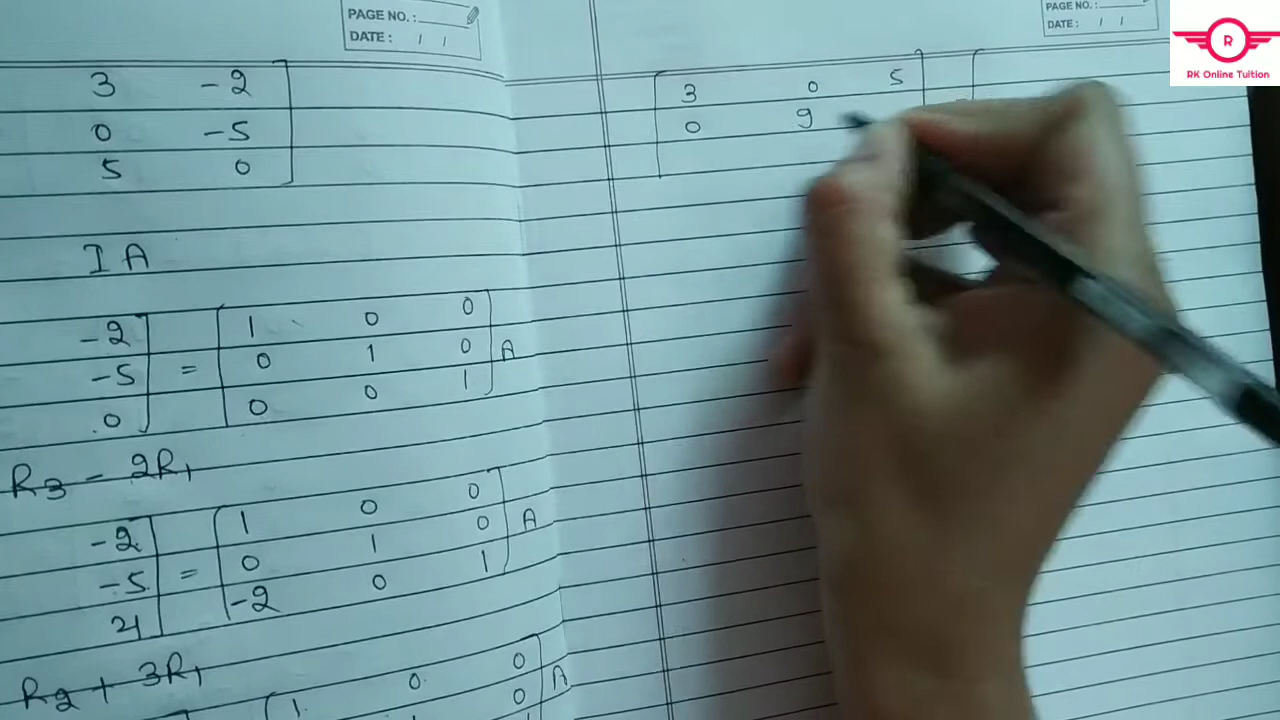 PAGE NO. :
DATE : / /
3 -2
0 -5
5 0
I A
-2 1 0 0
-5 = 0 1 0 A
0 0 0 1
R3 - 2R1
-2 1 0 0
-5 = 0 1 0 A
4 -2 0 1
R2 + 3R1
1 0 0
0 A
PAGE NO. :
DATE : / /
3 0 5
0 9
R
RK Online Tuition